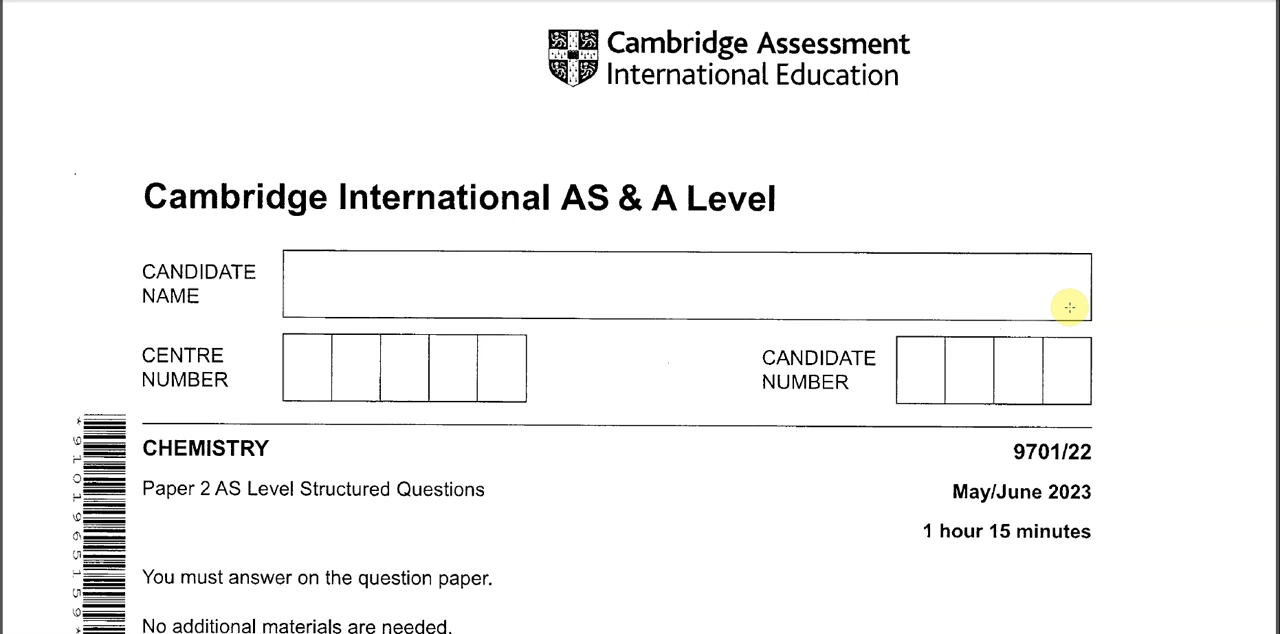 Cambridge Assessment
International Education
Cambridge International AS & A Level
CANDIDATE
NAME
CENTRE
NUMBER
CANDIDATE
NUMBER
CHEMISTRY
9701/22
Paper 2 AS Level Structured Questions
May/June 2023
1 hour 15 minutes
You must answer on the question paper.
No additional materials are needed.